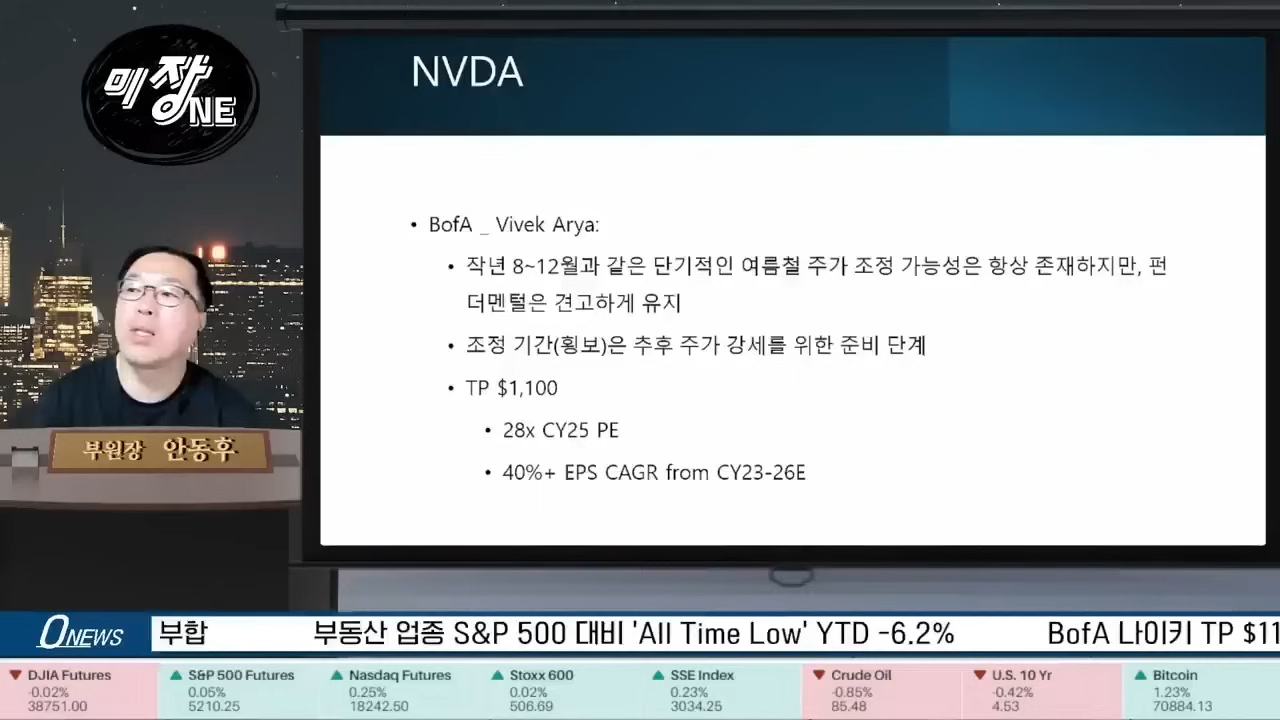 미장NE
NVDA
• BofA _ Vivek Arya:
• 작년 8~12월과 같은 단기적인 여름철 주가 조정 가능성은 항상 존재하지만, 펀
더멘털은 견고하게 유지
• 조정 기간(횡보)은 추후 주가 강세를 위한 준비 단계
• TP $1,100
• 28x CY25 PE
• 40%+ EPS CAGR from CY23-26E
부원장 안동후
ONEWS 부합 부동산 업종 S&P 500 대비 'All Time Low' YTD -6.2% BofA 나이키 TP $11
▼ DJIA Futures
-0.02%
38751.00
▲ S&P 500 Futures
0.05%
5210.25
▲ Nasdaq Futures
0.25%
18242.50
▲ Stoxx 600
0.02%
506.69
▲ SSE Index
0.23%
3034.25
▼ Crude Oil
-0.85%
85.48
▼ U.S. 10 Yr
-0.42%
4.53
▲ Bitcoin
1.23%
70884.13